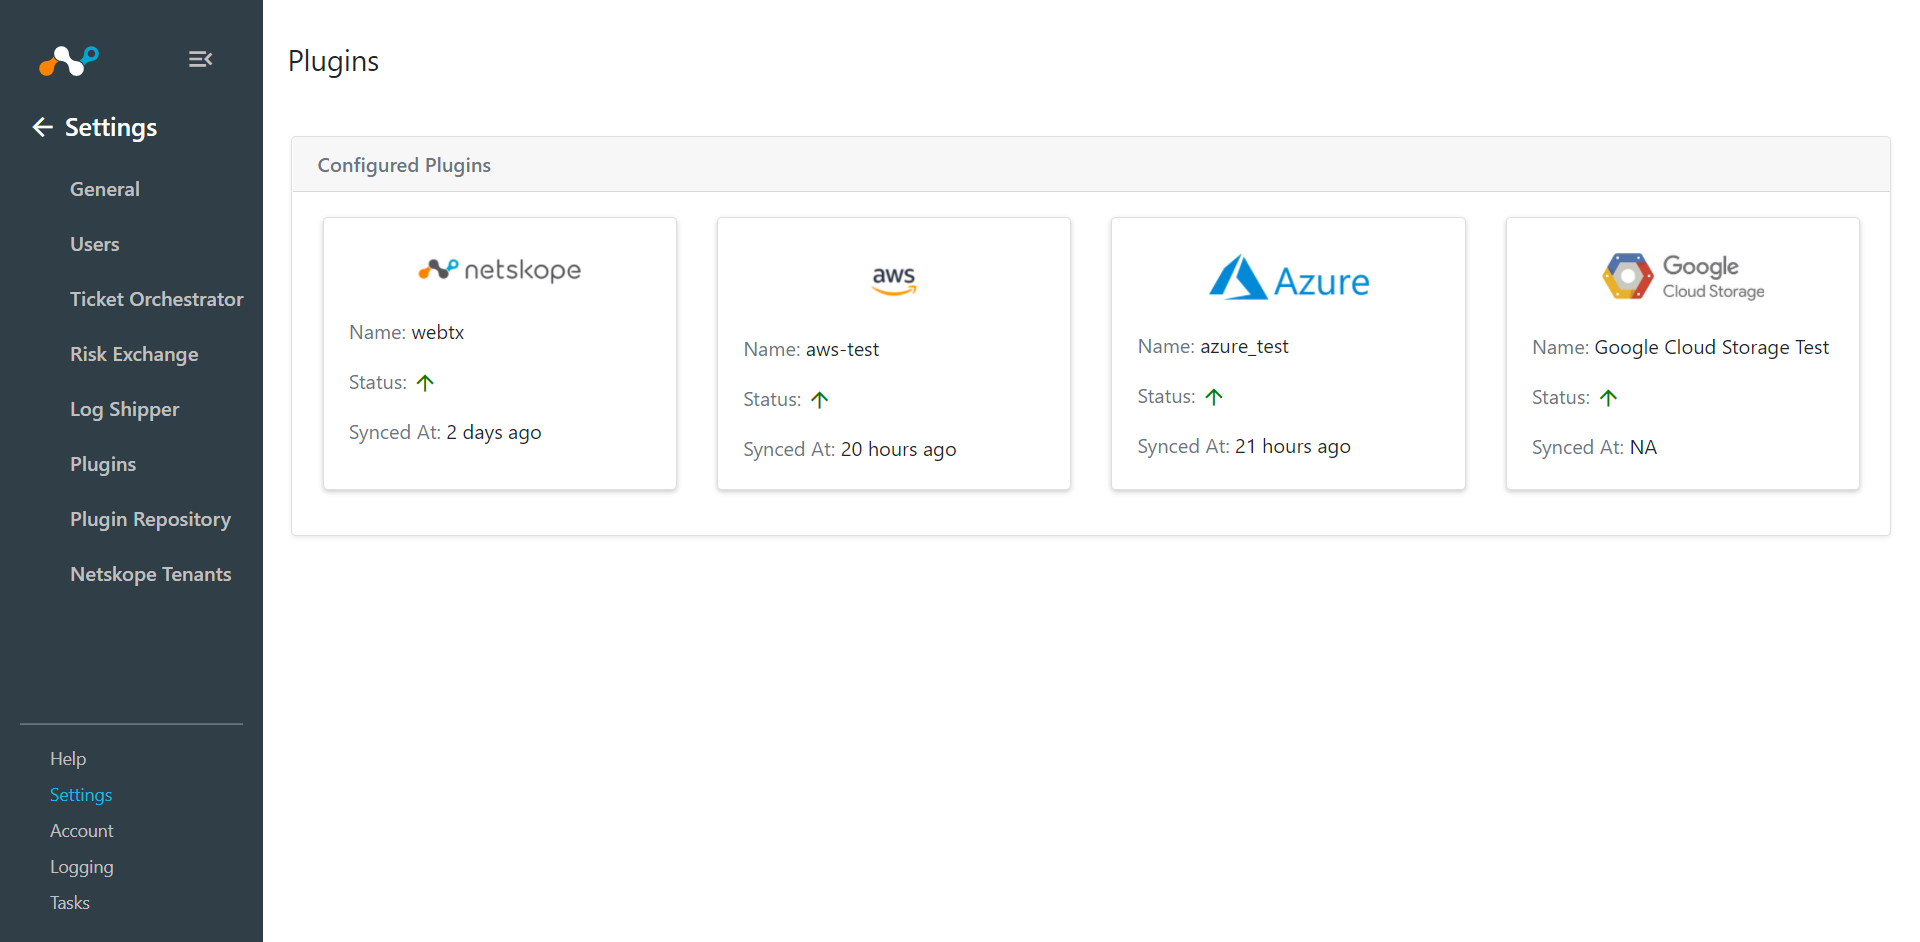 Settings
General
Users
Ticket Orchestrator
Risk Exchange
Log Shipper
Plugins
Plugin Repository
Netskope Tenants
Help
Settings
Account
Logging
Tasks
Plugins
Configured Plugins
netskope
Name: webtx
Status:
Synced At: 2 days ago
aws
Name: aws-test
Status:
Synced At: 20 hours ago
Azure
Name: azure_test
Status:
Synced At: 21 hours ago
Google
Cloud Storage
Name: Google Cloud Storage Test
Status:
Synced At: NA